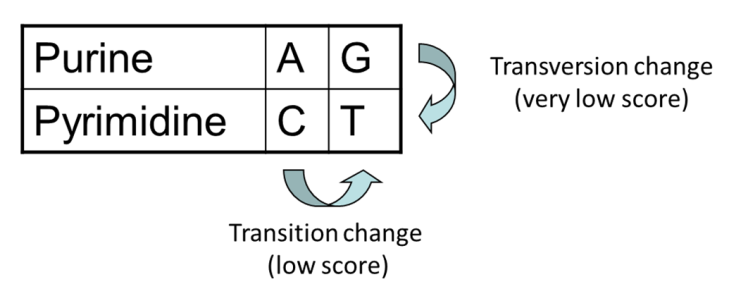 Purine A G
Pyrimidine C T
Transversion change
(very low score)
Transition change
(low score)